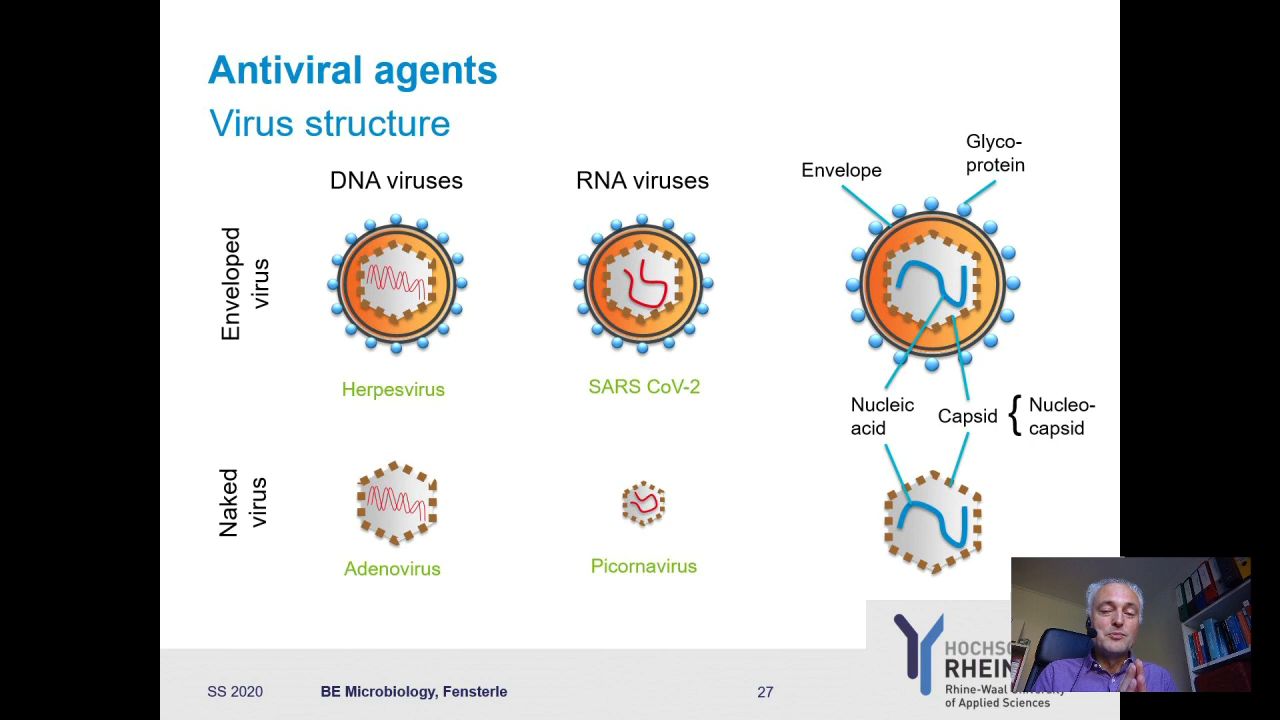 Antiviral agents
Virus structure
DNA viruses
RNA viruses
Envelope
Glyco-
protein
Enveloped
virus
Herpesvirus
SARS CoV-2
Nucleic
acid
Capsid
{ Nucleo-
capsid
Naked
virus
Adenovirus
Picornavirus
SS 2020
BE Microbiology, Fensterle
27
HOCHSC
RHEIN
Rhine-Waal
of Applied Sciences